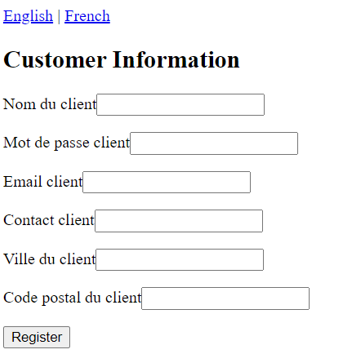 English | French
Customer Information
Nom du client
Mot de passe client
Email client
Contact client
Ville du client
Code postal du client
Register